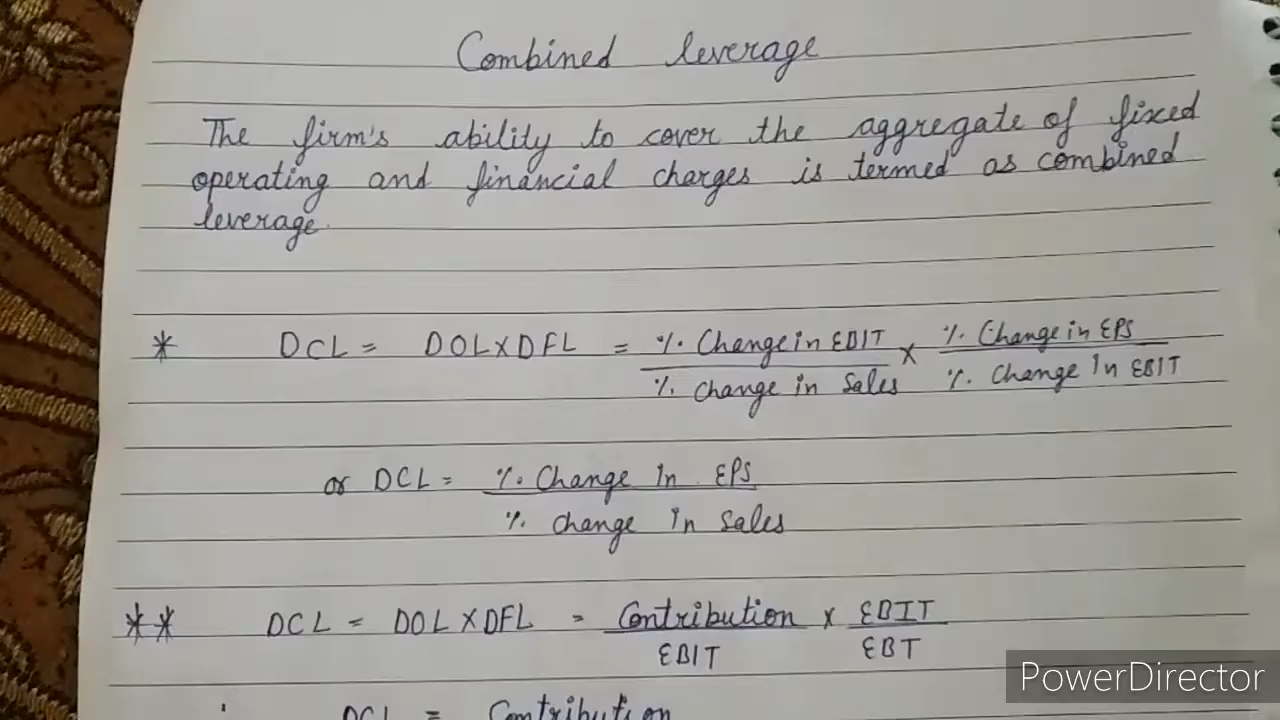 Combined leverage
The firm's ability to cover the aggregate of fixed
operating and financial charges is termed as combined
leverage.
* DCL = DOL X DFL = % Change in EBIT × % Change in EPS
% Change in Sales % Change In EBIT
or DCL = % Change In EPS
% Change In Sales
** DCL = DOL X DFL = Contribution × EBIT
EBIT EBT
DCL = Contribution
PowerDirector